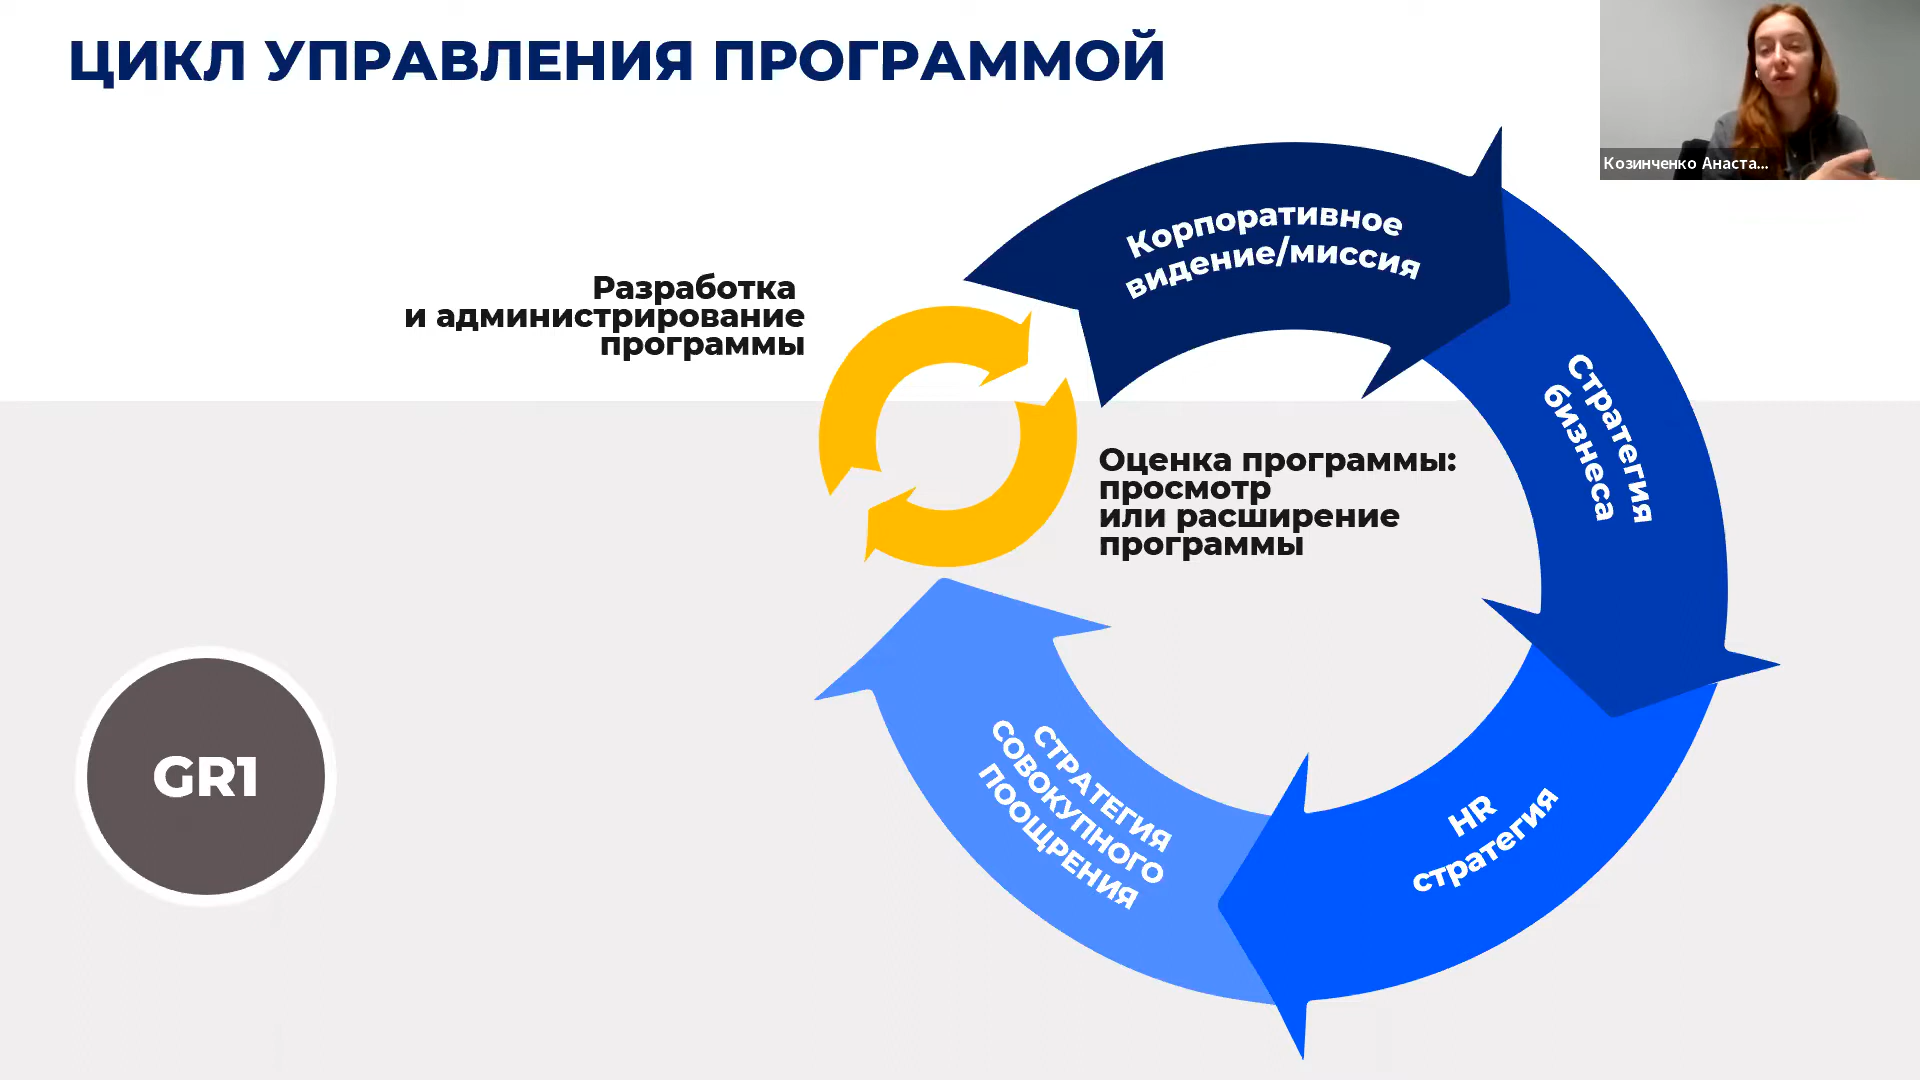 ЦИКЛ УПРАВЛЕНИЯ ПРОГРАММОЙ
Козинченко Анаста...
Корпоративное
видение/миссия
Разработка
и администрирование
программы
Стратегия
бизнеса
Оценка программы:
просмотр
или расширение
программы
СТРАТЕГИЯ
СОВОКУПНОГО
ПООЩРЕНИЯ
HR
стратегия
GR1